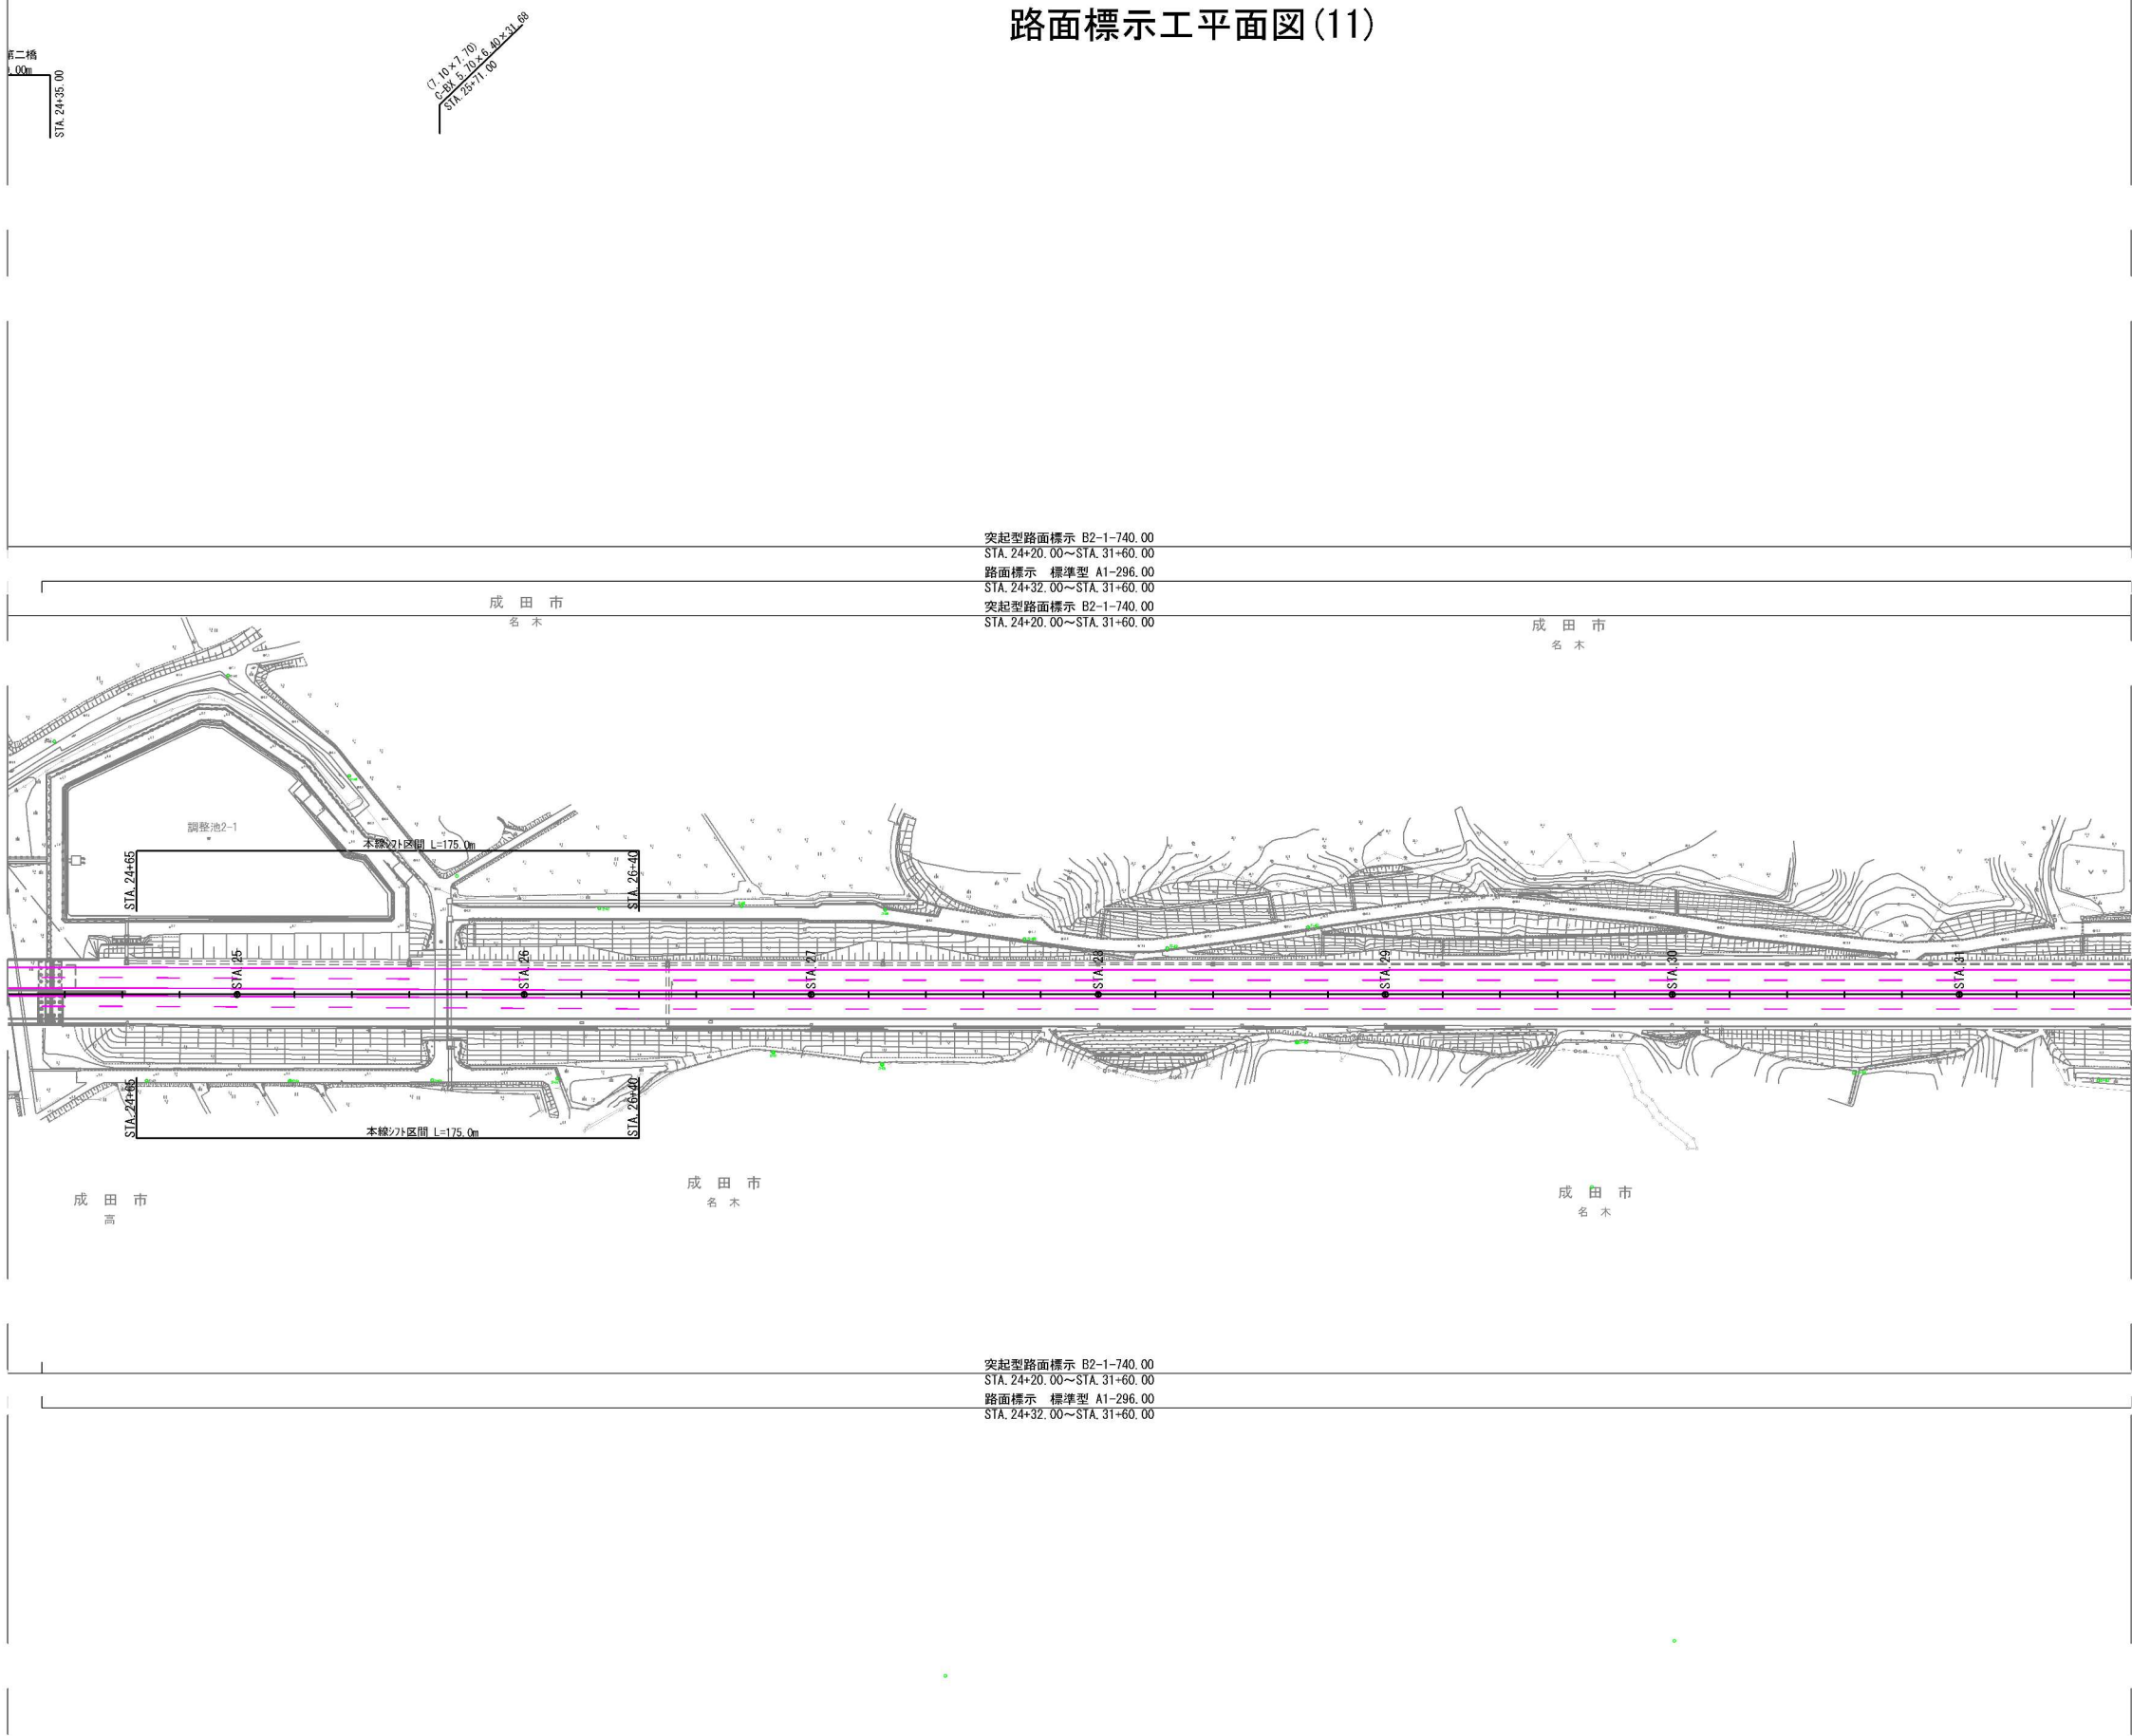 路面標示工平面図(11)
第二橋
.00m
STA.24+35.00
(7.10×7.70)
C-BX 5.70×6.40×31.68
STA.25+71.00
突起型路面標示 B2-1-740.00
STA.24+20.00～STA.31+60.00
路面標示 標準型 A1-296.00
STA.24+32.00～STA.31+60.00
突起型路面標示 B2-1-740.00
STA.24+20.00～STA.31+60.00
成田市
名木
成田市
名木
調整池2-1
本線ｼﾌﾄ区間 L=175.0m
STA.24+65
STA.26+40
STA.25
STA.26
STA.27
STA.28
STA.29
STA.30
STA.31
STA.24+65
STA.26+40
本線ｼﾌﾄ区間 L=175.0m
成田市
高
成田市
名木
成田市
名木
突起型路面標示 B2-1-740.00
STA.24+20.00～STA.31+60.00
路面標示 標準型 A1-296.00
STA.24+32.00～STA.31+60.00